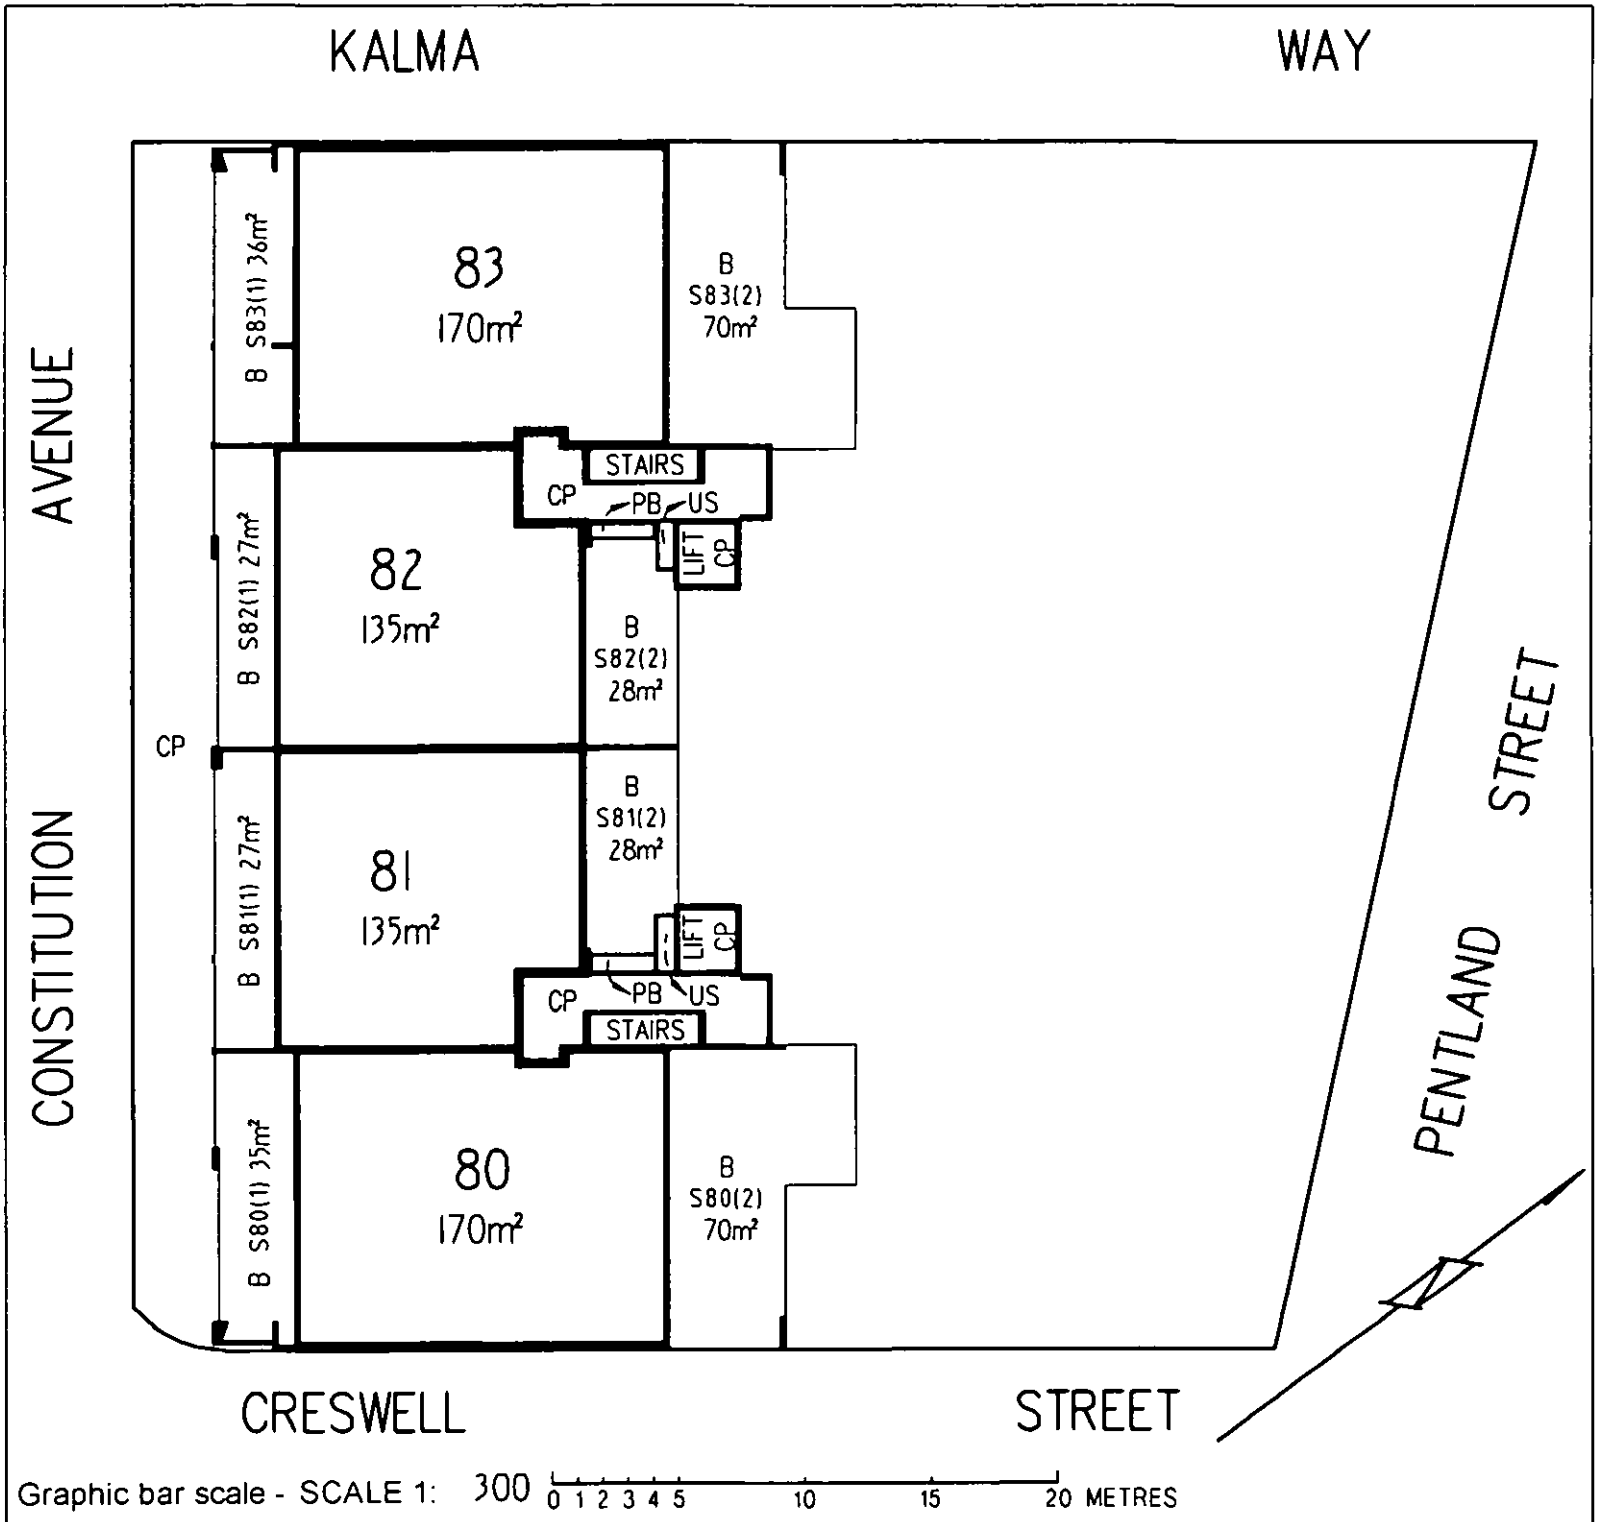 KALMA WAY
AVENUE
CONSTITUTION
B S83(1) 36m²
83
170m²
B
S83(2)
70m²
STAIRS
CP
PB
US
LIFT
CP
B S82(1) 27m²
82
135m²
B
S82(2)
28m²
CP
B S81(1) 27m²
81
135m²
B
S81(2)
28m²
LIFT
CP
CP
PB
US
STAIRS
B S80(1) 35m²
80
170m²
B
S80(2)
70m²
PENTLAND STREET
CRESWELL STREET
Graphic bar scale - SCALE 1: 300
0 1 2 3 4 5 10 15 20 METRES